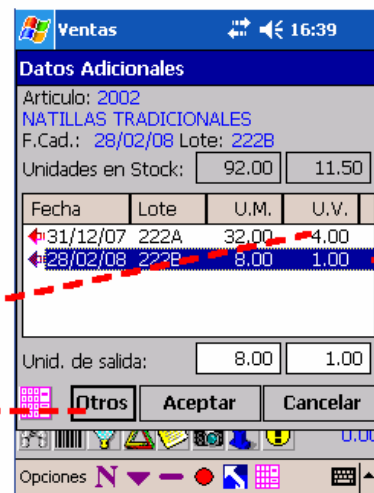 Ventas 16:39
Datos Adicionales
Articulo: 2002
NATILLAS TRADICIONALES
F.Cad.: 28/02/08 Lote: 222B
Unidades en Stock: 92.00 11.50
Fecha Lote U.M. U.V.
31/12/07 222A 32.00 4.00
28/02/08 222B 8.00 1.00
Unid. de salida: 8.00 1.00
Otros Aceptar Cancelar
0.00
Opciones N